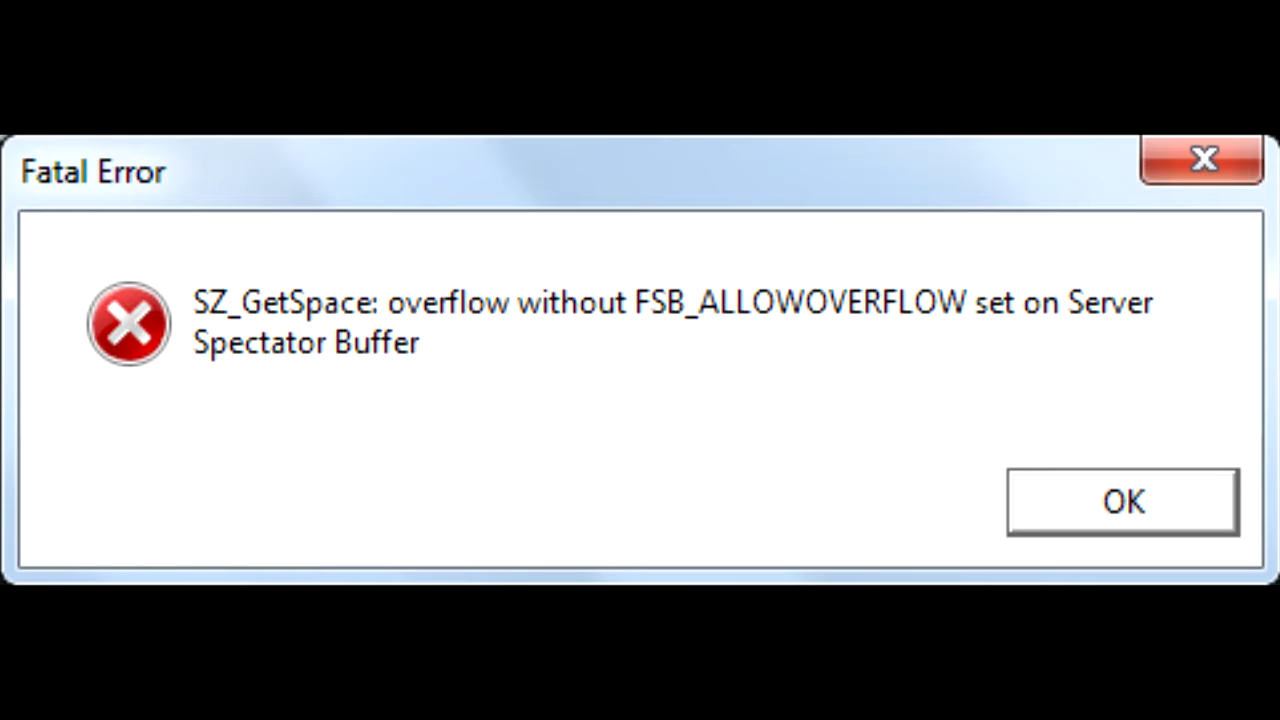 Fatal Error
SZ_GetSpace: overflow without FSB_ALLOWOVERFLOW set on Server
Spectator Buffer
OK